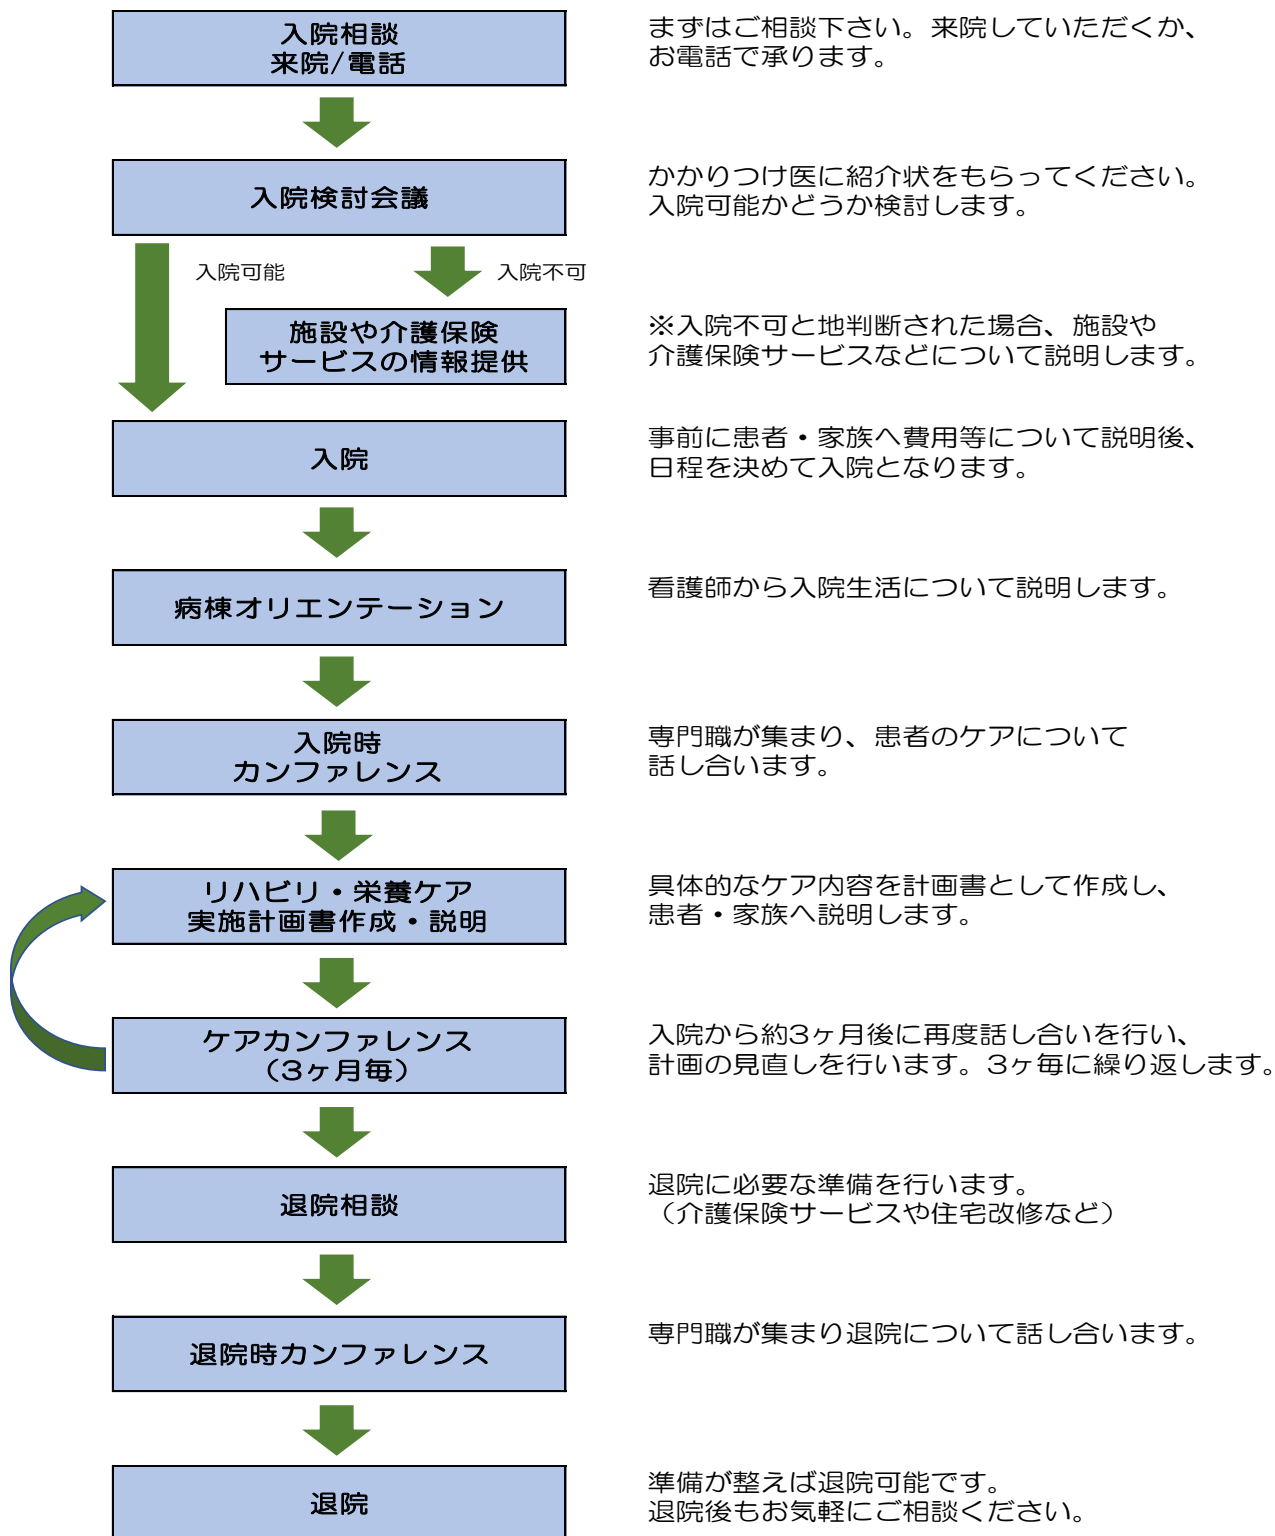 入院相談
来院/電話
まずはご相談下さい。来院していただくか、
お電話で承ります。
入院検討会議
かかりつけ医に紹介状をもらってください。
入院可能かどうか検討します。
入院可能
入院不可
施設や介護保険
サービスの情報提供
※入院不可と地判断された場合、施設や
介護保険サービスなどについて説明します。
入院
事前に患者・家族へ費用等について説明後、
日程を決めて入院となります。
病棟オリエンテーション
看護師から入院生活について説明します。
入院時
カンファレンス
専門職が集まり、患者のケアについて
話し合います。
リハビリ・栄養ケア
実施計画書作成・説明
具体的なケア内容を計画書として作成し、
患者・家族へ説明します。
ケアカンファレンス
（3ヶ月毎）
入院から約3ヶ月後に再度話し合いを行い、
計画の見直しを行います。3ヶ毎に繰り返します。
退院相談
退院に必要な準備を行います。
（介護保険サービスや住宅改修など）
退院時カンファレンス
専門職が集まり退院について話し合います。
退院
準備が整えば退院可能です。
退院後もお気軽にご相談ください。